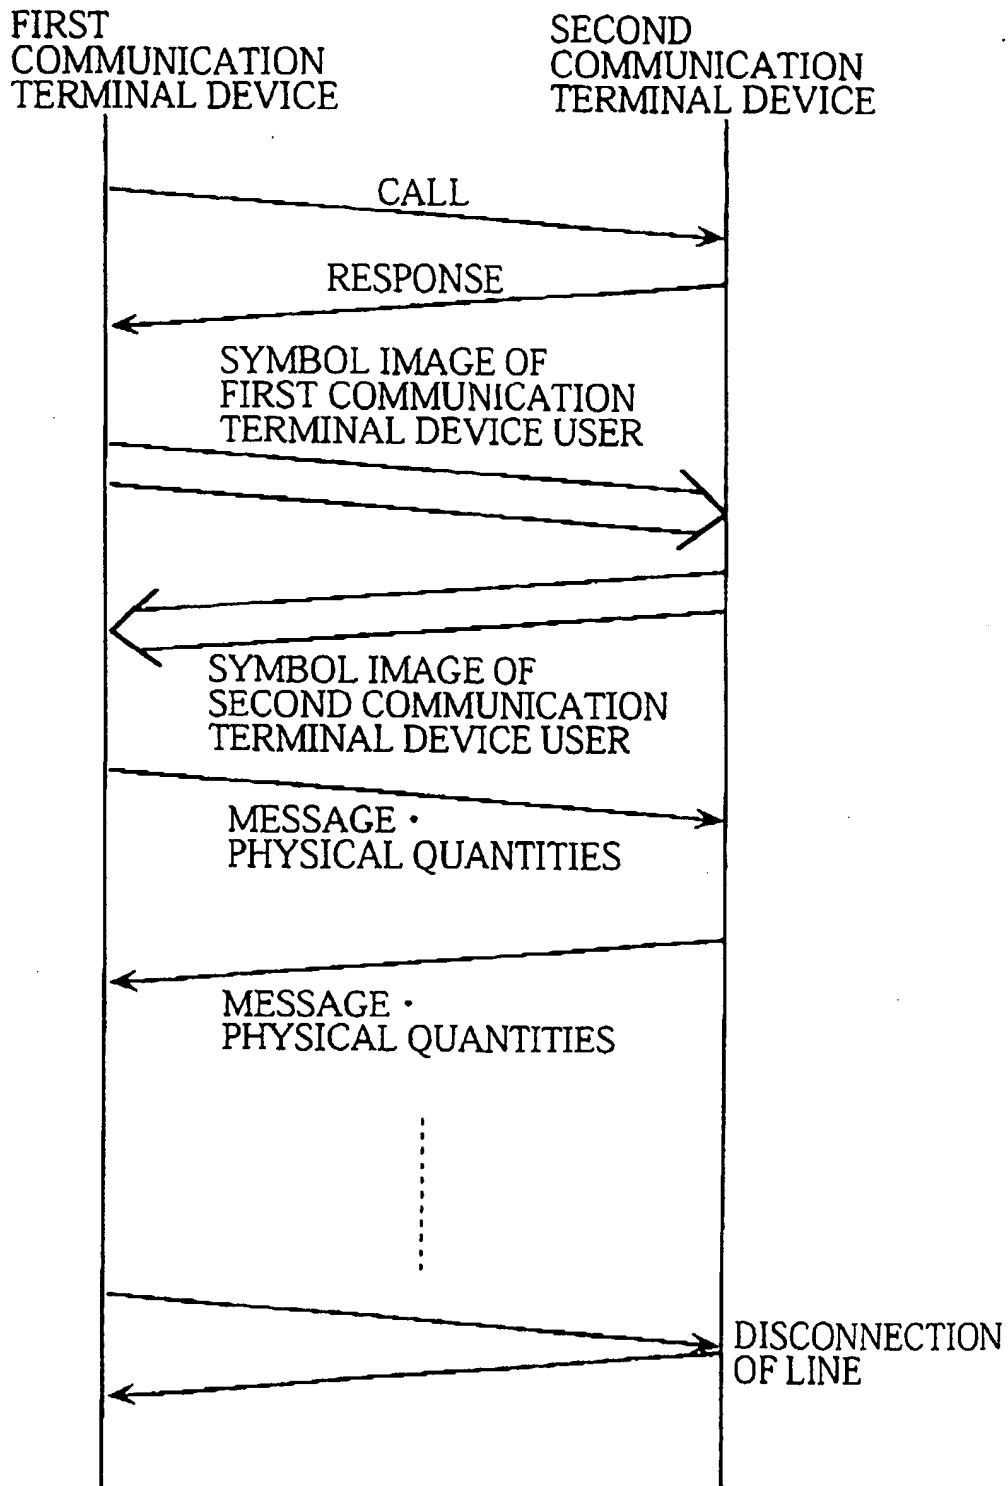 FIRST
COMMUNICATION
TERMINAL DEVICE
SECOND
COMMUNICATION
TERMINAL DEVICE
CALL
RESPONSE
SYMBOL IMAGE OF
FIRST COMMUNICATION
TERMINAL DEVICE USER
SYMBOL IMAGE OF
SECOND COMMUNICATION
TERMINAL DEVICE USER
MESSAGE・
PHYSICAL QUANTITIES
MESSAGE・
PHYSICAL QUANTITIES
DISCONNECTION
OF LINE